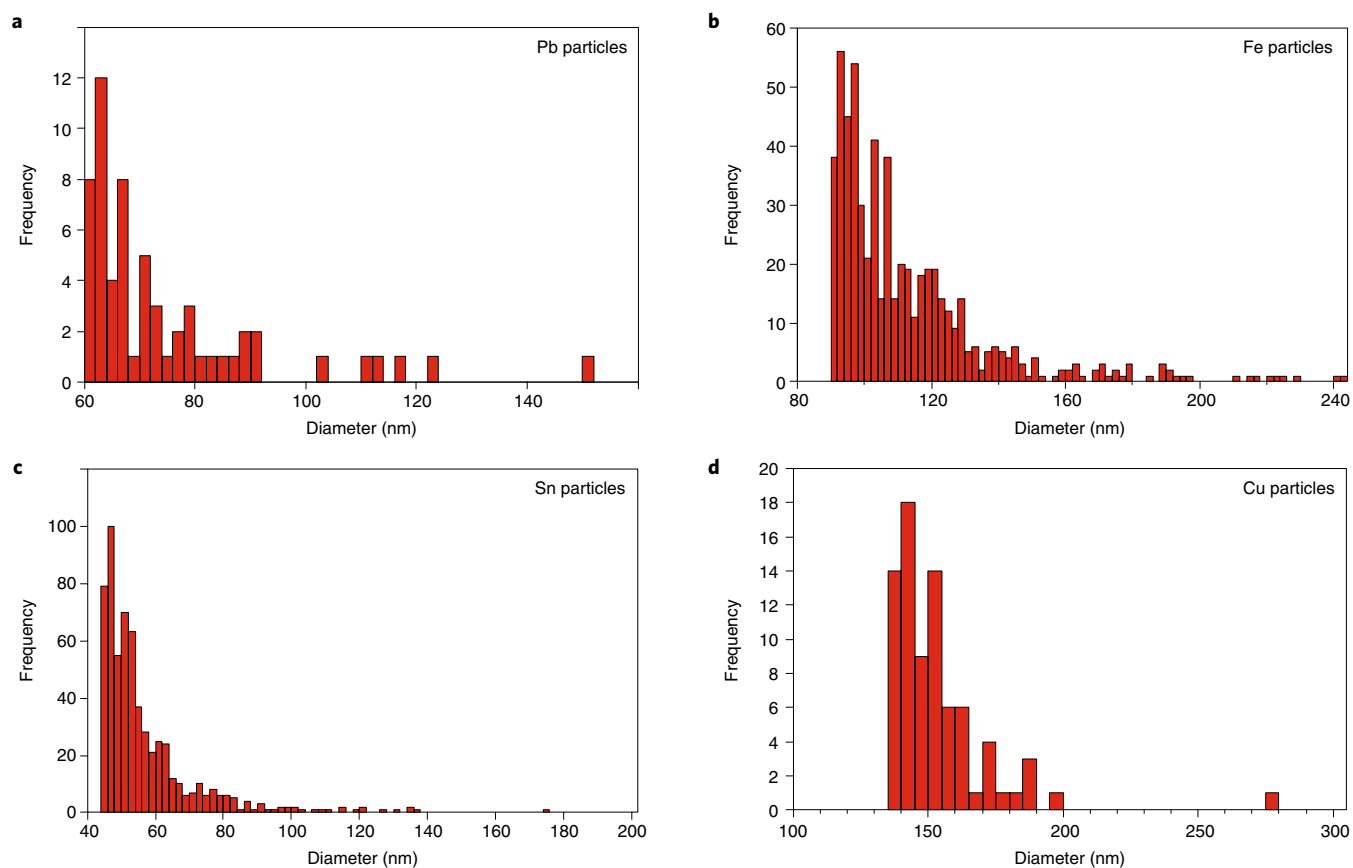 a
Pb particles
12
10
8
6
4
2
0
Frequency
60 80 100 120 140
Diameter (nm)
b
Fe particles
60
50
40
30
20
10
0
Frequency
80 120 160 200 240
Diameter (nm)
c
Sn particles
100
80
60
40
20
0
Frequency
40 60 80 100 120 140 160 180 200
Diameter (nm)
d
Cu particles
20
18
16
14
12
10
8
6
4
2
0
Frequency
100 150 200 250 300
Diameter (nm)